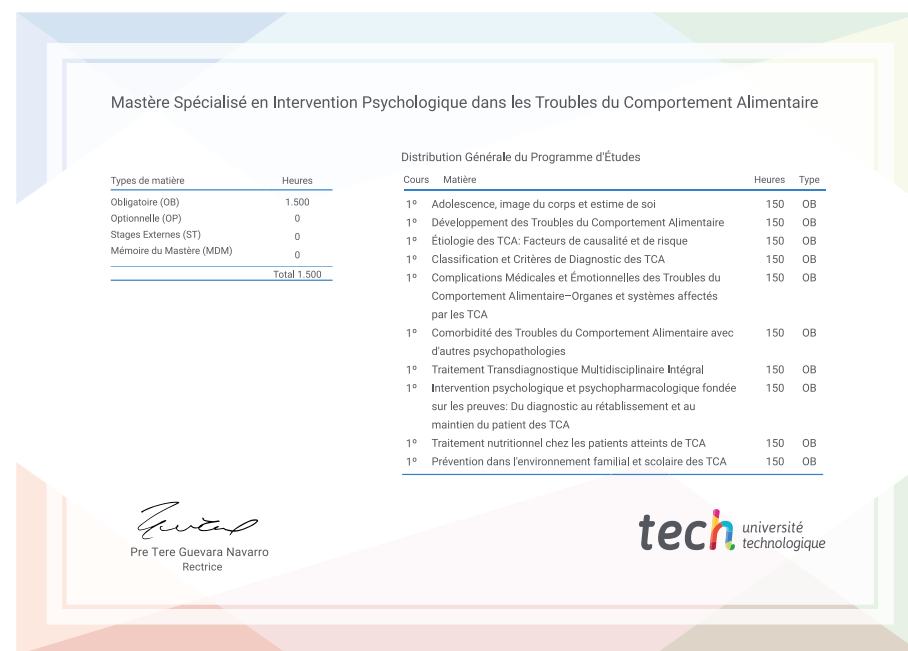 Mastère Spécialisé en Intervention Psychologique dans les Troubles du Comportement Alimentaire
Types de matière Heures
Obligatoire (OB) 1.500
Optionnelle (OP) 0
Stages Externes (ST) 0
Mémoire du Mastère (MDM) 0
Total 1.500
Distribution Générale du Programme d'Études
Cours Matière Heures Type
1º Adolescence, image du corps et estime de soi 150 OB
1º Développement des Troubles du Comportement Alimentaire 150 OB
1º Étiologie des TCA: Facteurs de causalité et de risque 150 OB
1º Classification et Critères de Diagnostic des TCA 150 OB
1º Complications Médicales et Émotionnelles des Troubles du 150 OB
Comportement Alimentaire–Organes et systèmes affectés
par les TCA
1º Comorbidité des Troubles du Comportement Alimentaire avec 150 OB
d'autres psychopathologies
1º Traitement Transdiagnostique Multidisciplinaire Intégral 150 OB
1º Intervention psychologique et psychopharmacologique fondée 150 OB
sur les preuves: Du diagnostic au rétablissement et au
maintien du patient des TCA
1º Traitement nutritionnel chez les patients atteints de TCA 150 OB
1º Prévention dans l'environnement familial et scolaire des TCA 150 OB
Pre Tere Guevara Navarro
Rectrice
tech université
technologique